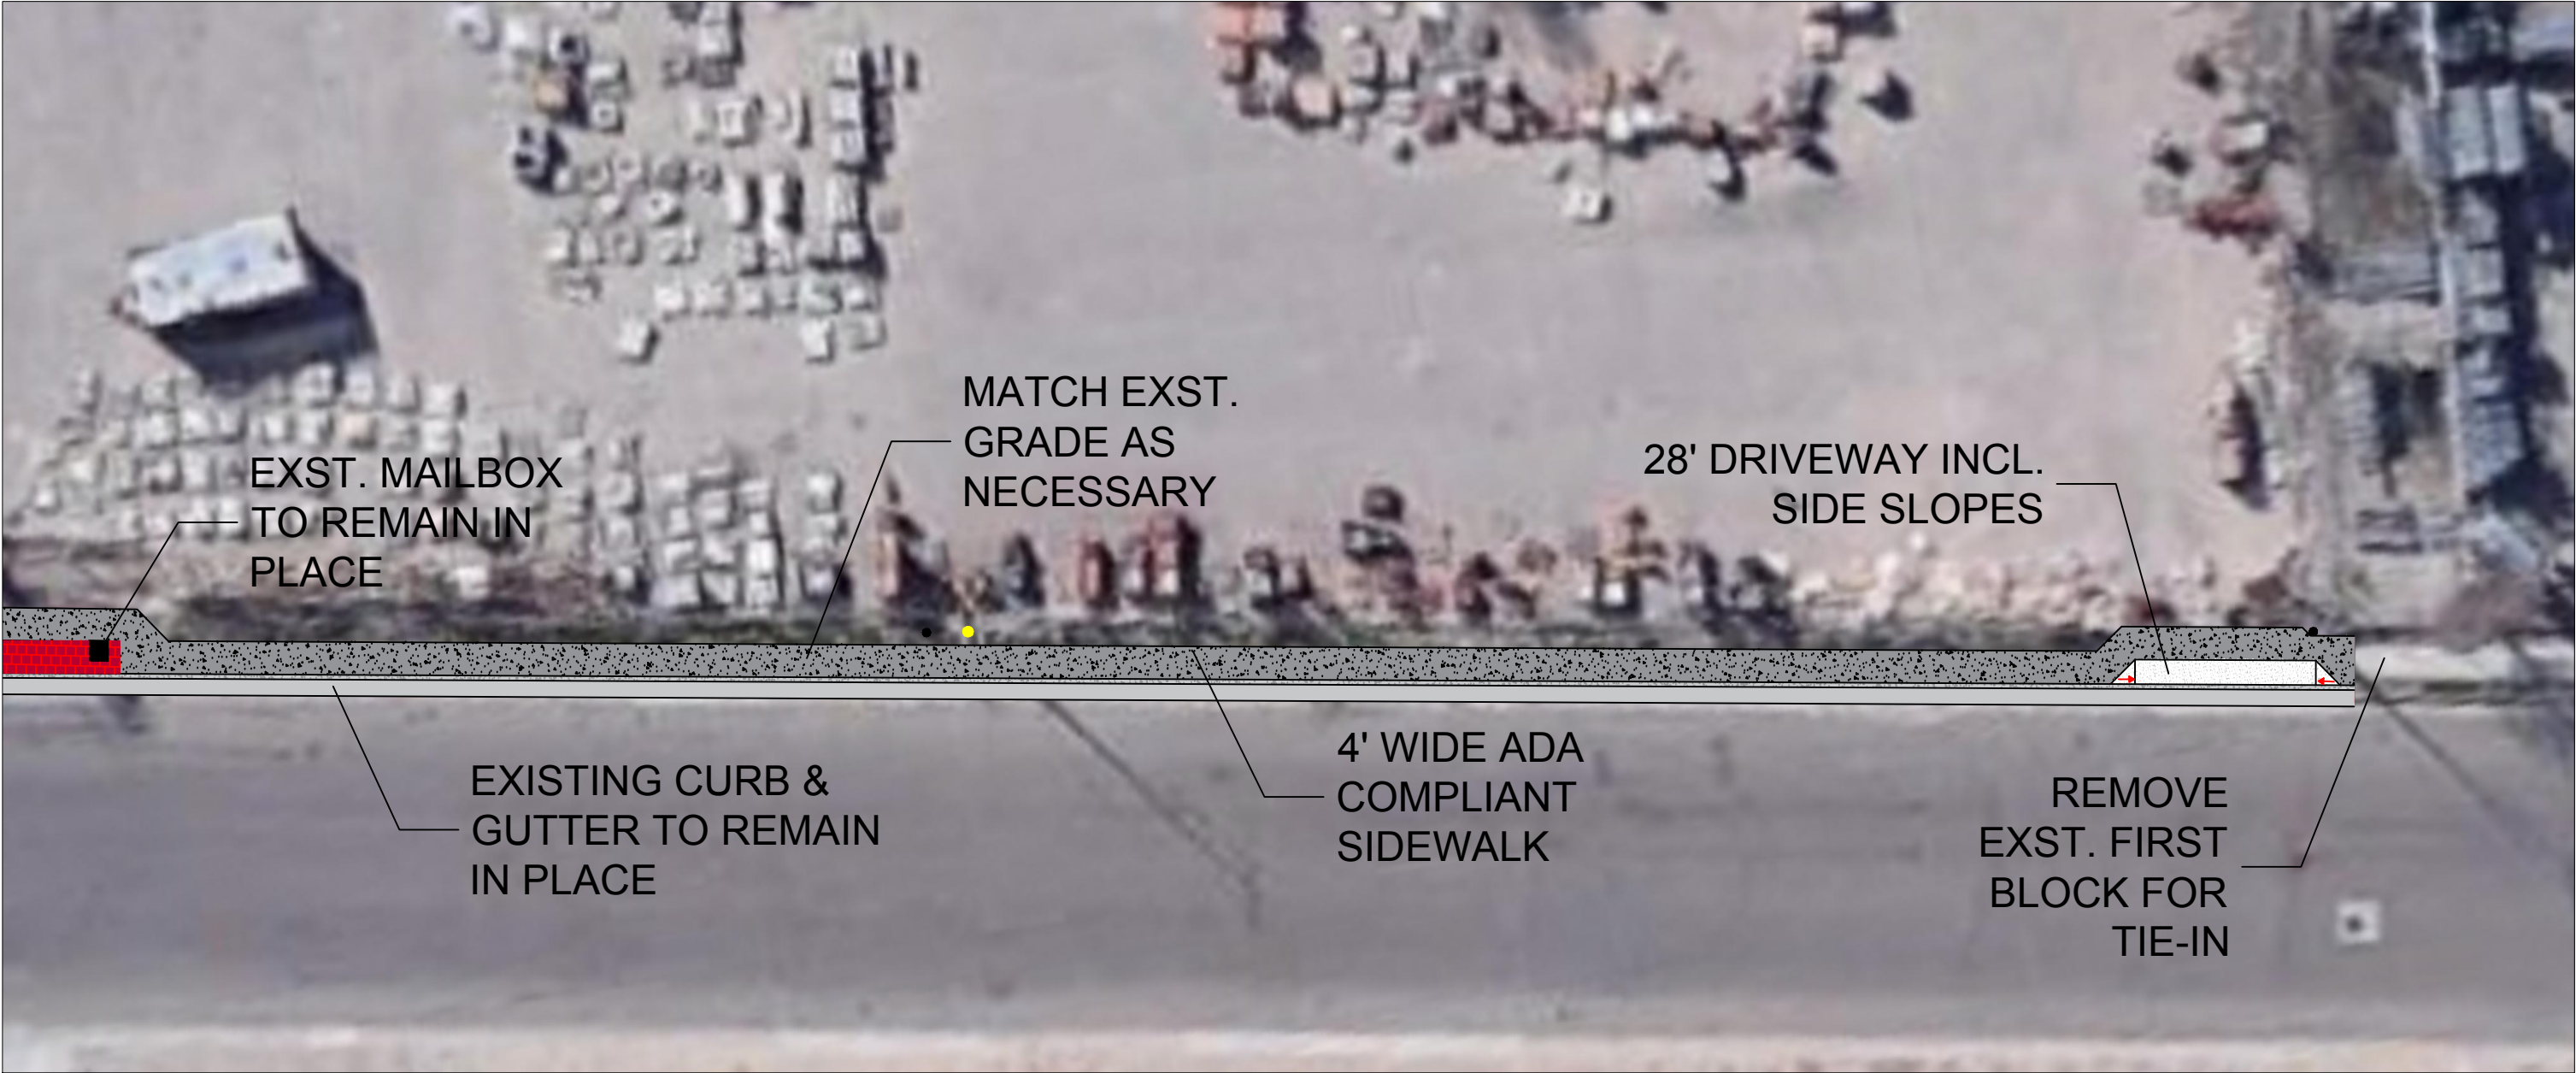 MATCH EXST.
GRADE AS
NECESSARY
EXST. MAILBOX
TO REMAIN IN
PLACE
28' DRIVEWAY INCL.
SIDE SLOPES
EXISTING CURB &
GUTTER TO REMAIN
IN PLACE
4' WIDE ADA
COMPLIANT
SIDEWALK
REMOVE
EXST. FIRST
BLOCK FOR
TIE-IN